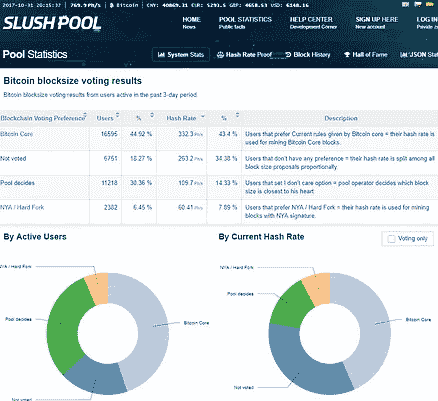 2017-10-31 20:15:37 | 769.9 Ph/s | Bitcoin | CNY: 40869.31 EUR: 5291.5 GBP: 4658.53 USD: 6148.16
SLUSH POOL
HOME
News
POOL STATISTICS
Public Stats
HELP CENTER
Development Corner
SIGN UP HERE
New account
LOG IN
Pool Statistics
System Stats
Hash Rate Proof
Block History
Hall of Fame
JSON Stat
Bitcoin blocksize voting results
Bitcoin blocksize voting results from users active in the past 3-day period
Blockchain Voting Preference Users % Hash Rate % Description
Bitcoin Core 16595 44.92 % 332.3 Ph/s 43.4 % Users that prefer Current rules given by Bitcoin core = their hash rate is
used for mining Bitcoin Core blocks.
Not voted 6751 18.27 % 263.2 Ph/s 34.38 % Users that don't have any preference = their hash rate is split among all
block size proposals proportionally.
Pool decides 11218 30.36 % 109.7 Ph/s 14.33 % Users that set I don't care option = pool operator decides which block
size is closest to his heart
NYA / Hard Fork 2382 6.45 % 60.41 Ph/s 7.89 % Users that prefer NYA / Hard Fork = their hash rate is used for mining
blocks with NYA signature.
By Active Users
By Current Hash Rate
Voting only
NYA / Hard Fork
Pool decides
Bitcoin Core
Not voted
NYA / Hard Fork
Pool decides
Bitcoin Core
Not voted